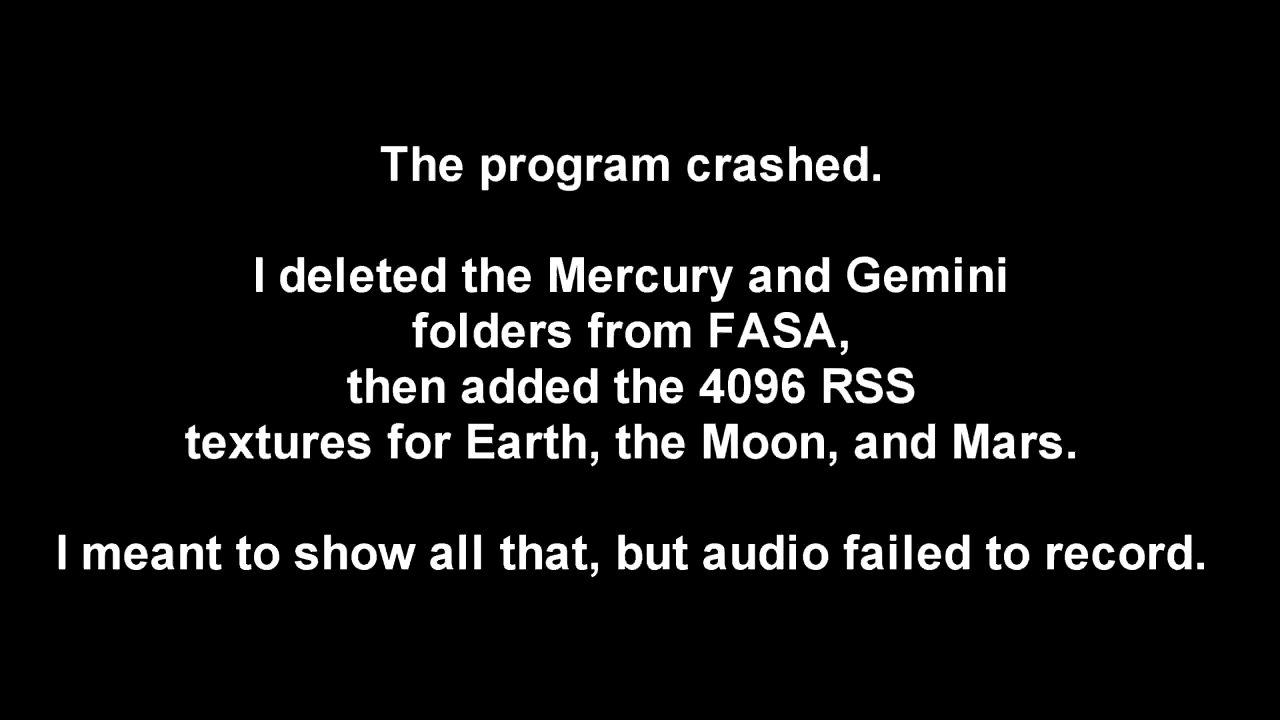 The program crashed.
I deleted the Mercury and Gemini
folders from FASA,
then added the 4096 RSS
textures for Earth, the Moon, and Mars.
I meant to show all that, but audio failed to record.